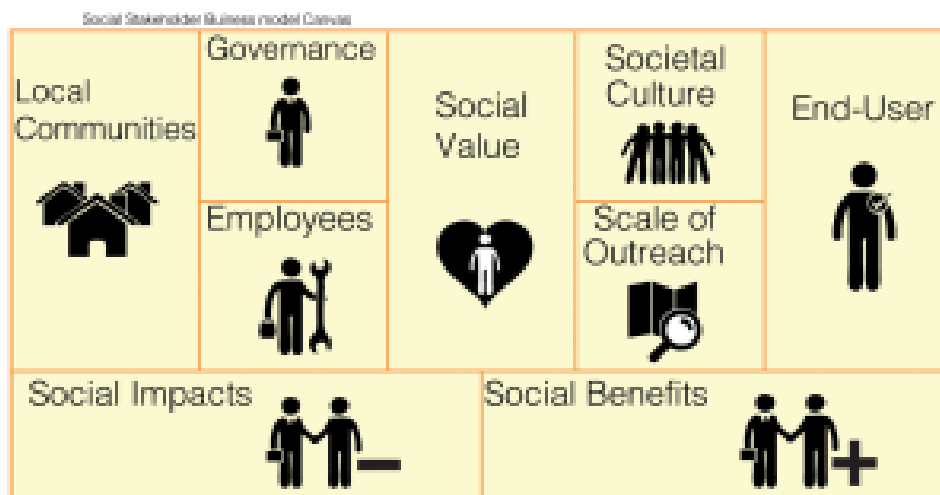 Social Stakeholder Buiness model Canvas
Local
Communities
Governance
Employees
Social
Value
Societal
Culture
Scale of
Outreach
End-User
Social Impacts
Social Benefits